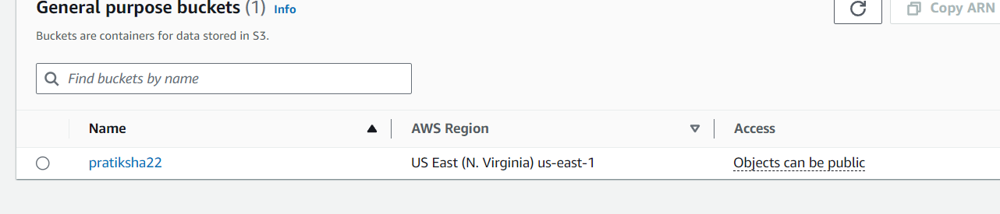 General purpose buckets (1) Info
Copy ARN
Buckets are containers for data stored in S3.
Find buckets by name
Name AWS Region Access
pratiksha22 US East (N. Virginia) us-east-1 Objects can be public